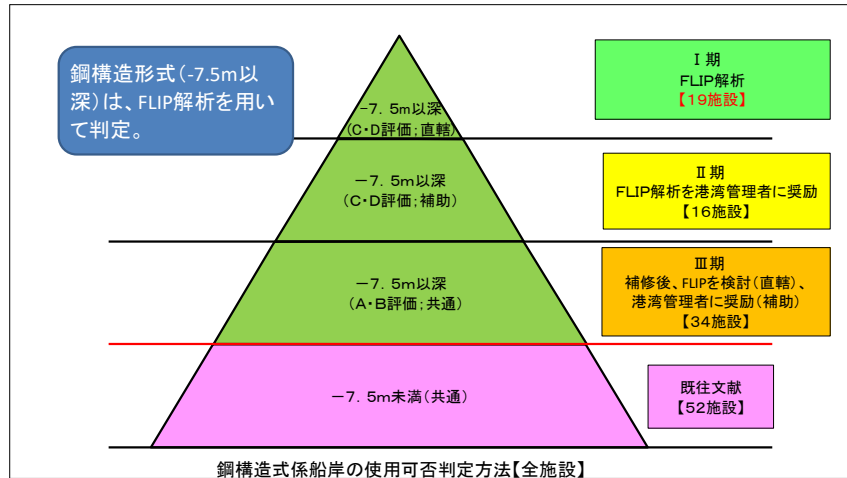 鋼構造形式(-7.5m以
深)は、FLIP解析を用い
て判定。
Ⅰ期
FLIP解析
【19施設】
-7.5m以深
(C・D評価;直轄)
Ⅱ期
FLIP解析を港湾管理者に奨励
【16施設】
-7.5m以深
(C・D評価;補助)
Ⅲ期
補修後、FLIPを検討(直轄)、
港湾管理者に奨励(補助)
【34施設】
-7.5m以深
(A・B評価;共通)
既往文献
【52施設】
-7.5m未満(共通)
鋼構造式係船岸の使用可否判定方法【全施設】